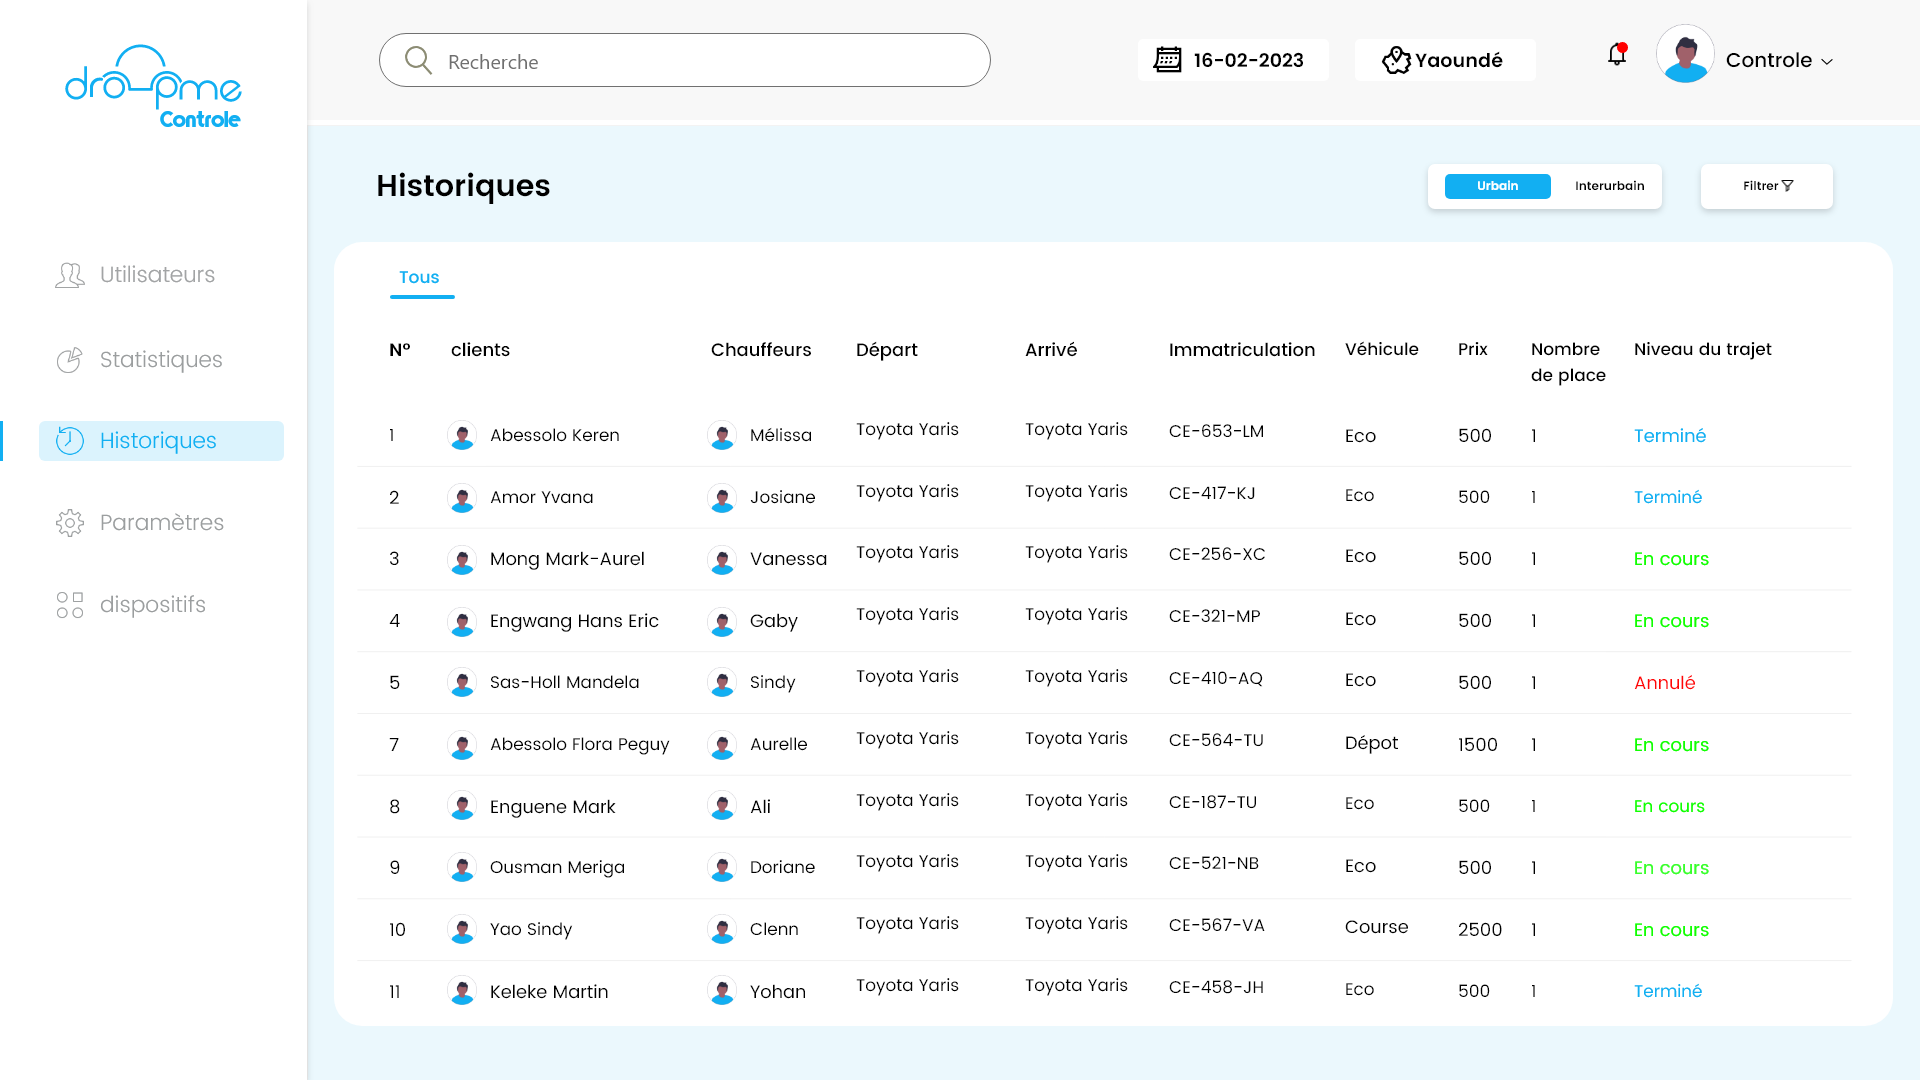 dropme
Controle
Recherche
16-02-2023
Yaoundé
Controle
Utilisateurs
Statistiques
Historiques
Paramètres
dispositifs
Historiques
Urbain Interurbain
Filtrer
Tous
N° clients Chauffeurs Départ Arrivé Immatriculation Véhicule Prix Nombre de place Niveau du trajet
1 Abessolo Keren Mélissa Toyota Yaris Toyota Yaris CE-653-LM Eco 500 1 Terminé
2 Amor Yvana Josiane Toyota Yaris Toyota Yaris CE-417-KJ Eco 500 1 Terminé
3 Mong Mark-Aurel Vanessa Toyota Yaris Toyota Yaris CE-256-XC Eco 500 1 En cours
4 Engwang Hans Eric Gaby Toyota Yaris Toyota Yaris CE-321-MP Eco 500 1 En cours
5 Sas-Holl Mandela Sindy Toyota Yaris Toyota Yaris CE-410-AQ Eco 500 1 Annulé
7 Abessolo Flora Peguy Aurelle Toyota Yaris Toyota Yaris CE-564-TU Dépot 1500 1 En cours
8 Enguene Mark Ali Toyota Yaris Toyota Yaris CE-187-TU Eco 500 1 En cours
9 Ousman Meriga Doriane Toyota Yaris Toyota Yaris CE-521-NB Eco 500 1 En cours
10 Yao Sindy Clenn Toyota Yaris Toyota Yaris CE-567-VA Course 2500 1 En cours
11 Keleke Martin Yohan Toyota Yaris Toyota Yaris CE-458-JH Eco 500 1 Terminé